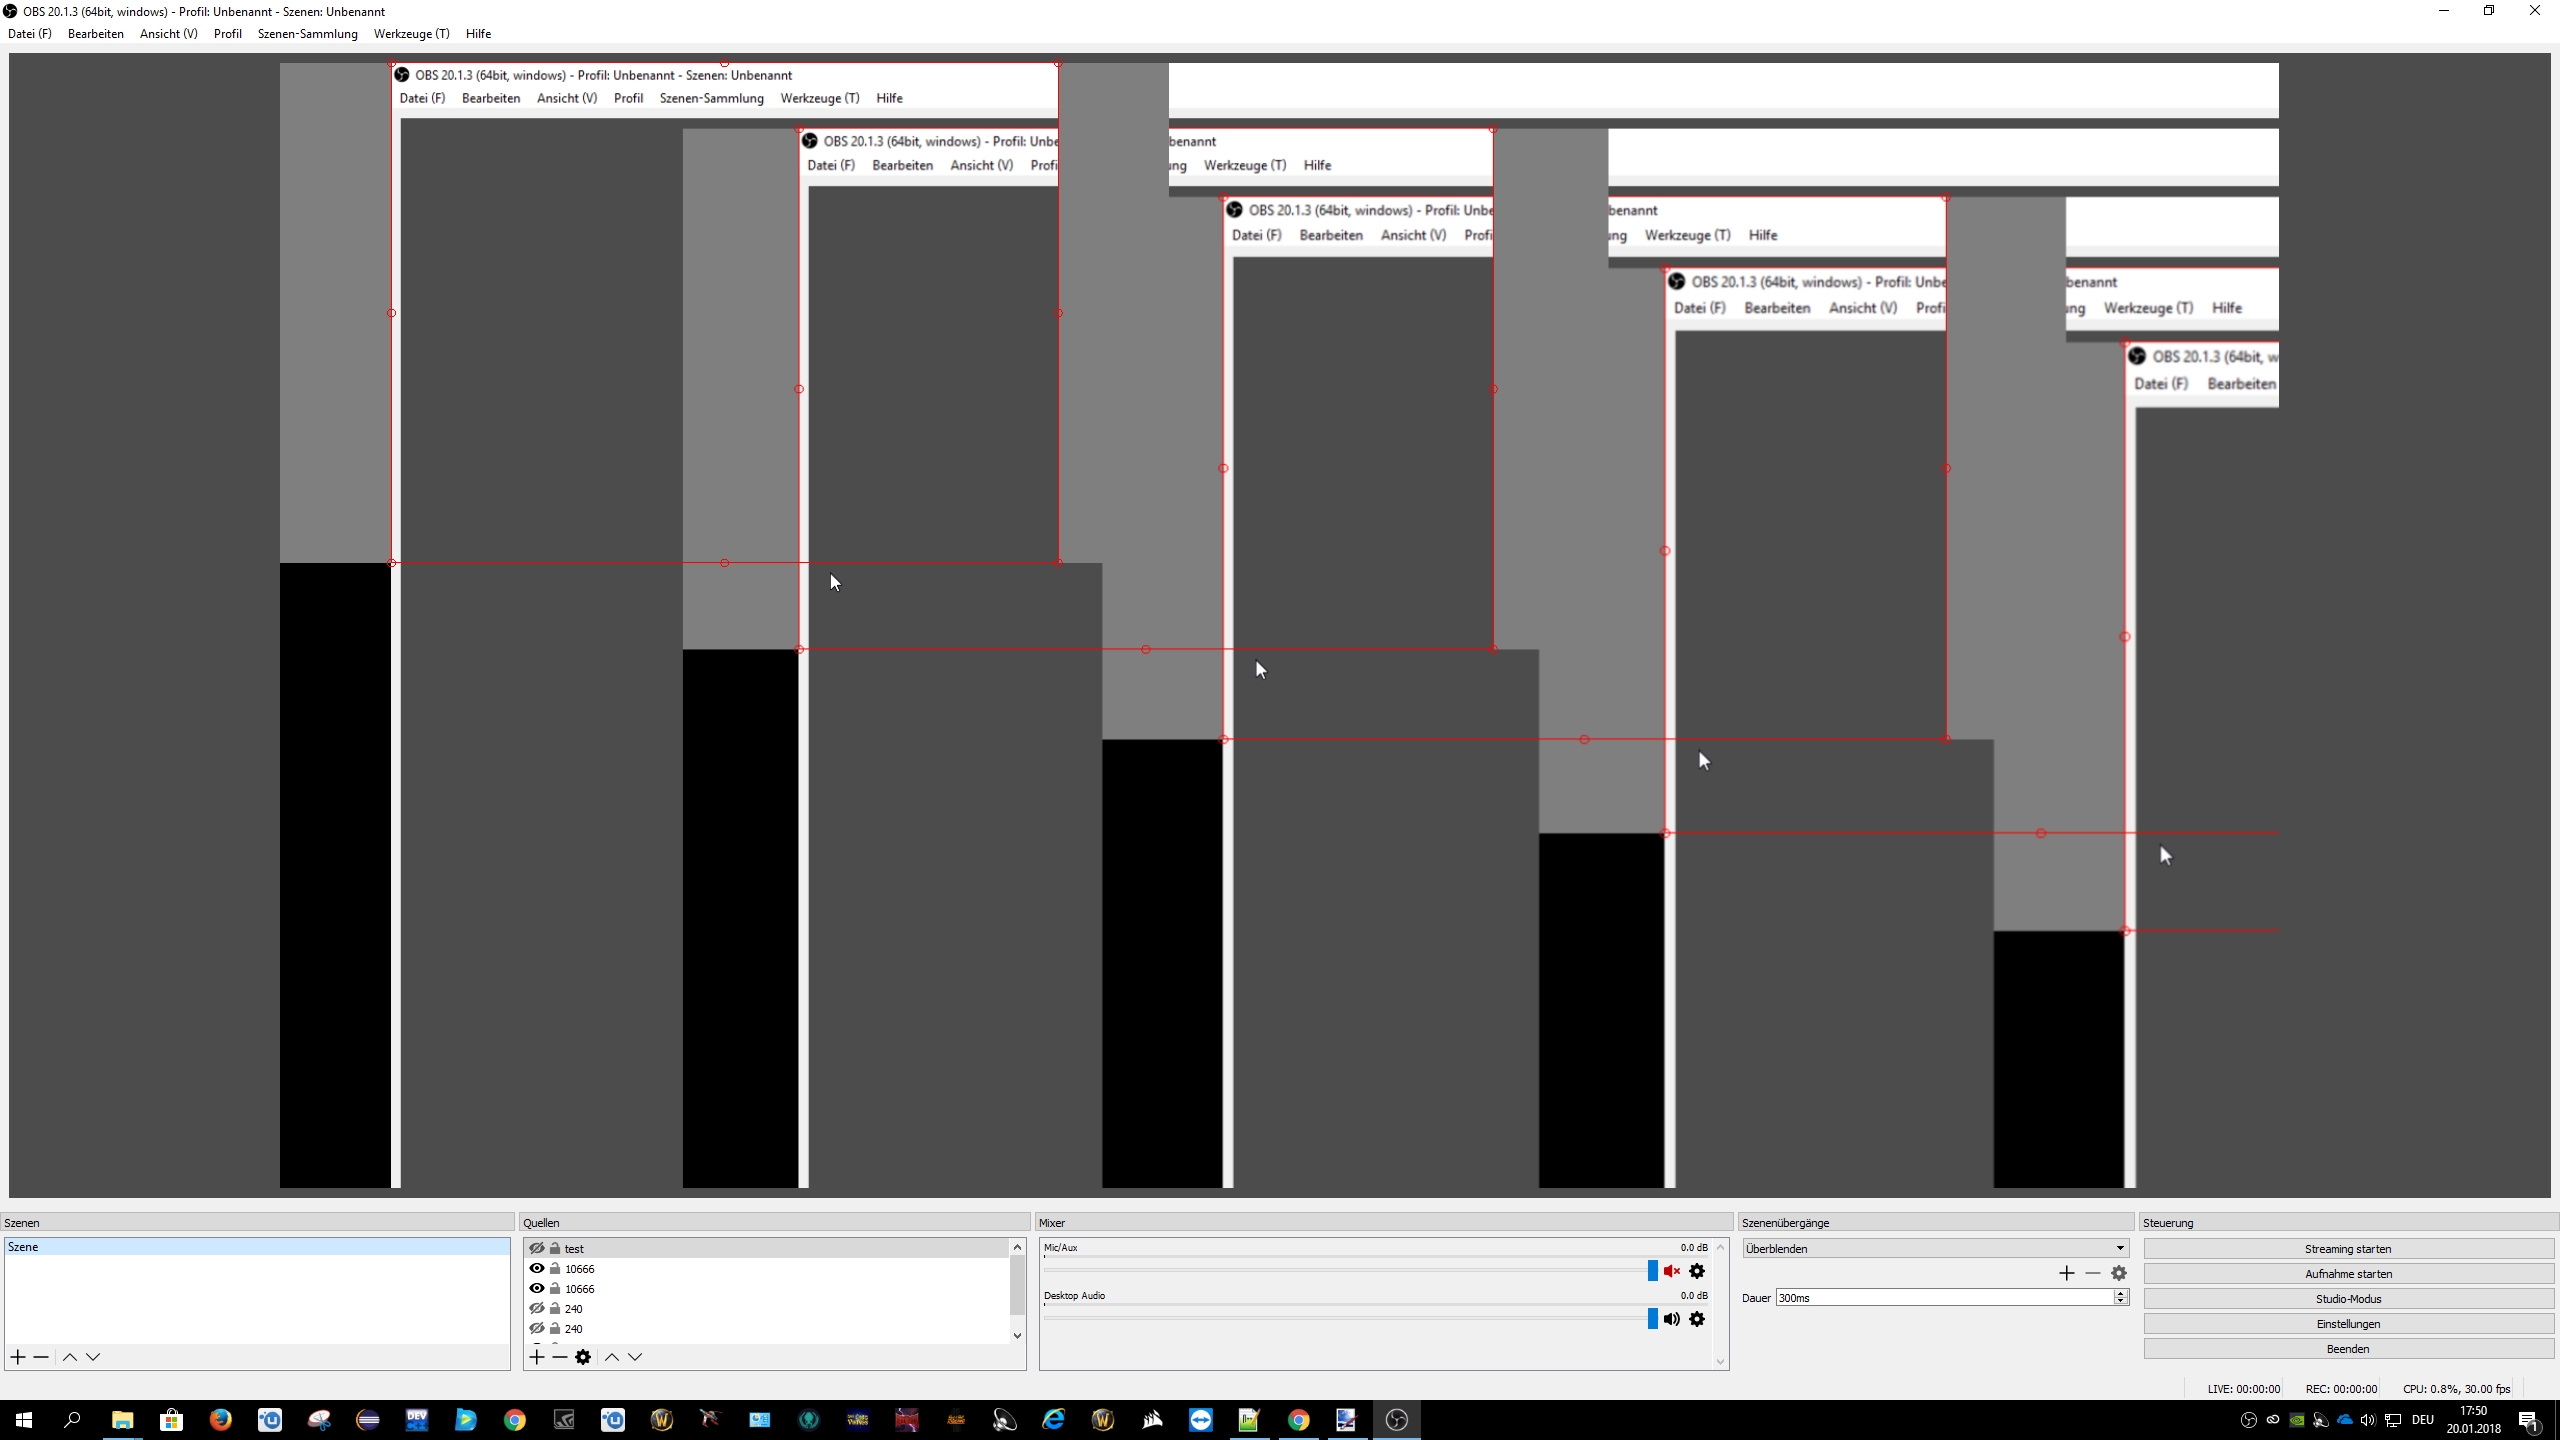 OBS 20.1.3 (64bit, windows) - Profil: Unbenannt - Szenen: Unbenannt
Datei (F) Bearbeiten Ansicht (V) Profil Szenen-Sammlung Werkzeuge (T) Hilfe
OBS 20.1.3 (64bit, windows) - Profil: Unbenannt - Szenen: Unbenannt
Datei (F) Bearbeiten Ansicht (V) Profil Szenen-Sammlung Werkzeuge (T) Hilfe
OBS 20.1.3 (64bit, windows) - Profil: Unbe benannt
Datei (F) Bearbeiten Ansicht (V) Profi ung Werkzeuge (T) Hilfe
OBS 20.1.3 (64bit, windows) - Profil: Unbe benannt
Datei (F) Bearbeiten Ansicht (V) Profi ung Werkzeuge (T) Hilfe
OBS 20.1.3 (64bit, windows) - Profil: Unbe benannt
Datei (F) Bearbeiten Ansicht (V) Profi ung Werkzeuge (T) Hilfe
OBS 20.1.3 (64bit, w
Datei (F) Bearbeiten
Szenen Quellen Mixer Szenenübergänge Steuerung
Szene
test
10666
10666
240
240
Mic/Aux 0.0 dB
Desktop Audio 0.0 dB
Überblenden
Dauer 300ms
Streaming starten
Aufnahme starten
Studio-Modus
Einstellungen
Beenden
LIVE: 00:00:00 REC: 00:00:00 CPU: 0.8%, 30.00 fps
DEV
DEU
17:50
20.01.2018
1